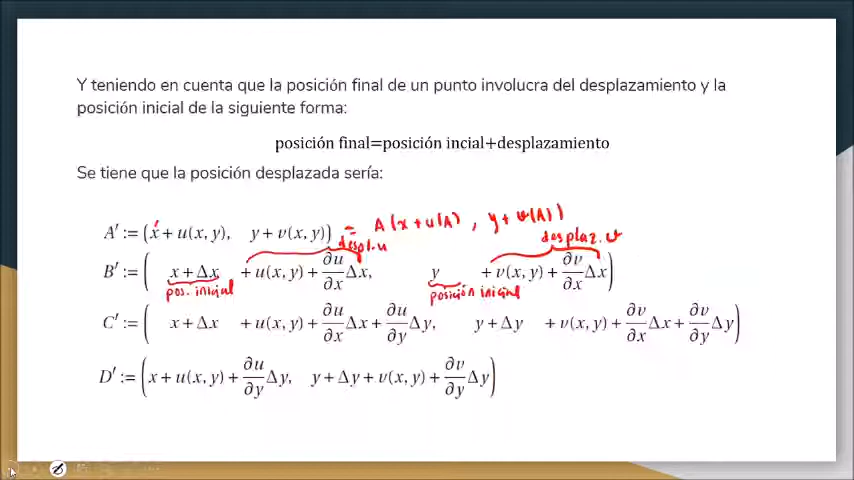 Y teniendo en cuenta que la posición final de un punto involucra del desplazamiento y la
posición inicial de la siguiente forma:
posición final=posición incial+desplazamiento
Se tiene que la posición desplazada sería:
A' := (x + u(x, y), y + v(x, y)) = A(x + u(A), y + v(A))
despl. u desplaz. v
B' := ( x + Δx + u(x, y) + ∂u/∂x Δx, y + v(x, y) + ∂v/∂x Δx )
pos. inicial posición inicial
C' := ( x + Δx + u(x, y) + ∂u/∂x Δx + ∂u/∂y Δy, y + Δy + v(x, y) + ∂v/∂x Δx + ∂v/∂y Δy )
D' := ( x + u(x, y) + ∂u/∂y Δy, y + Δy + v(x, y) + ∂v/∂y Δy )